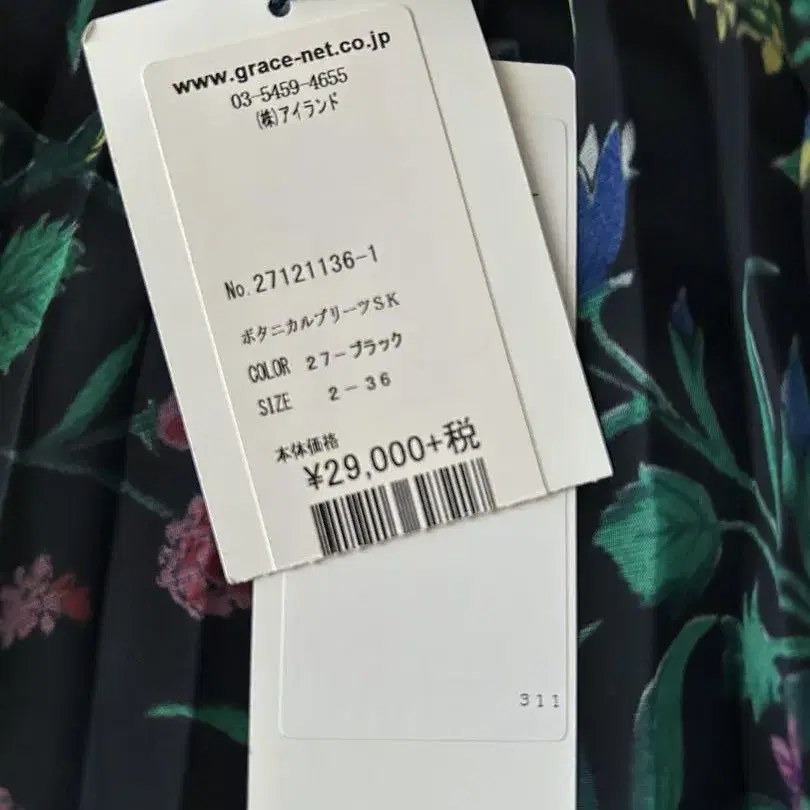 www.grace-net.co.jp
03-5459-4655
(株)アイランド
No.27121136-1
ボタニカルプリーツSK
COLOR 27-ブラック
SIZE 2-36
本体価格
¥29,000+税
311